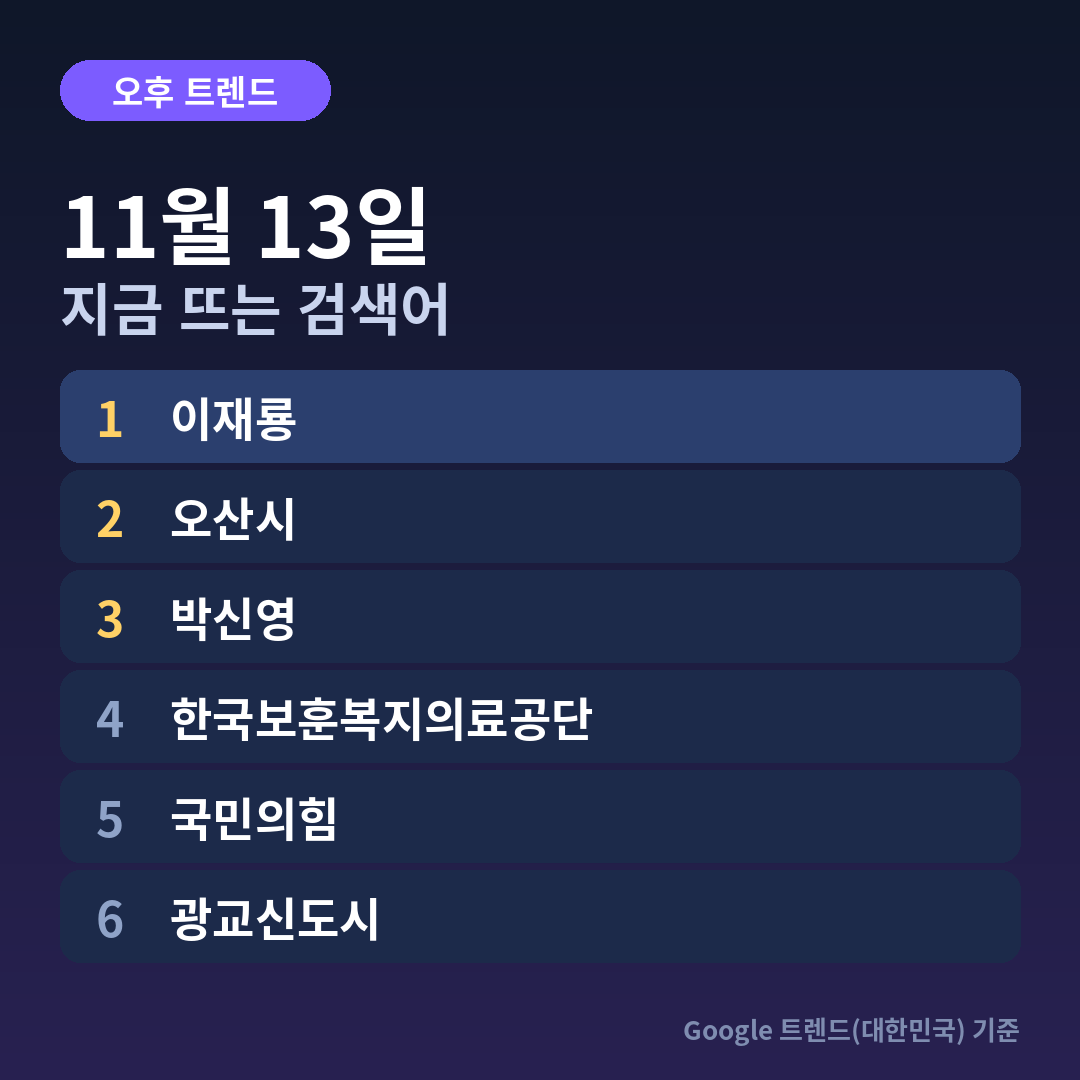 오후 트렌드
11월 13일
지금 뜨는 검색어
1 이재룡
2 오산시
3 박신영
4 한국보훈복지의료공단
5 국민의힘
6 광교신도시
Google 트렌드(대한민국) 기준